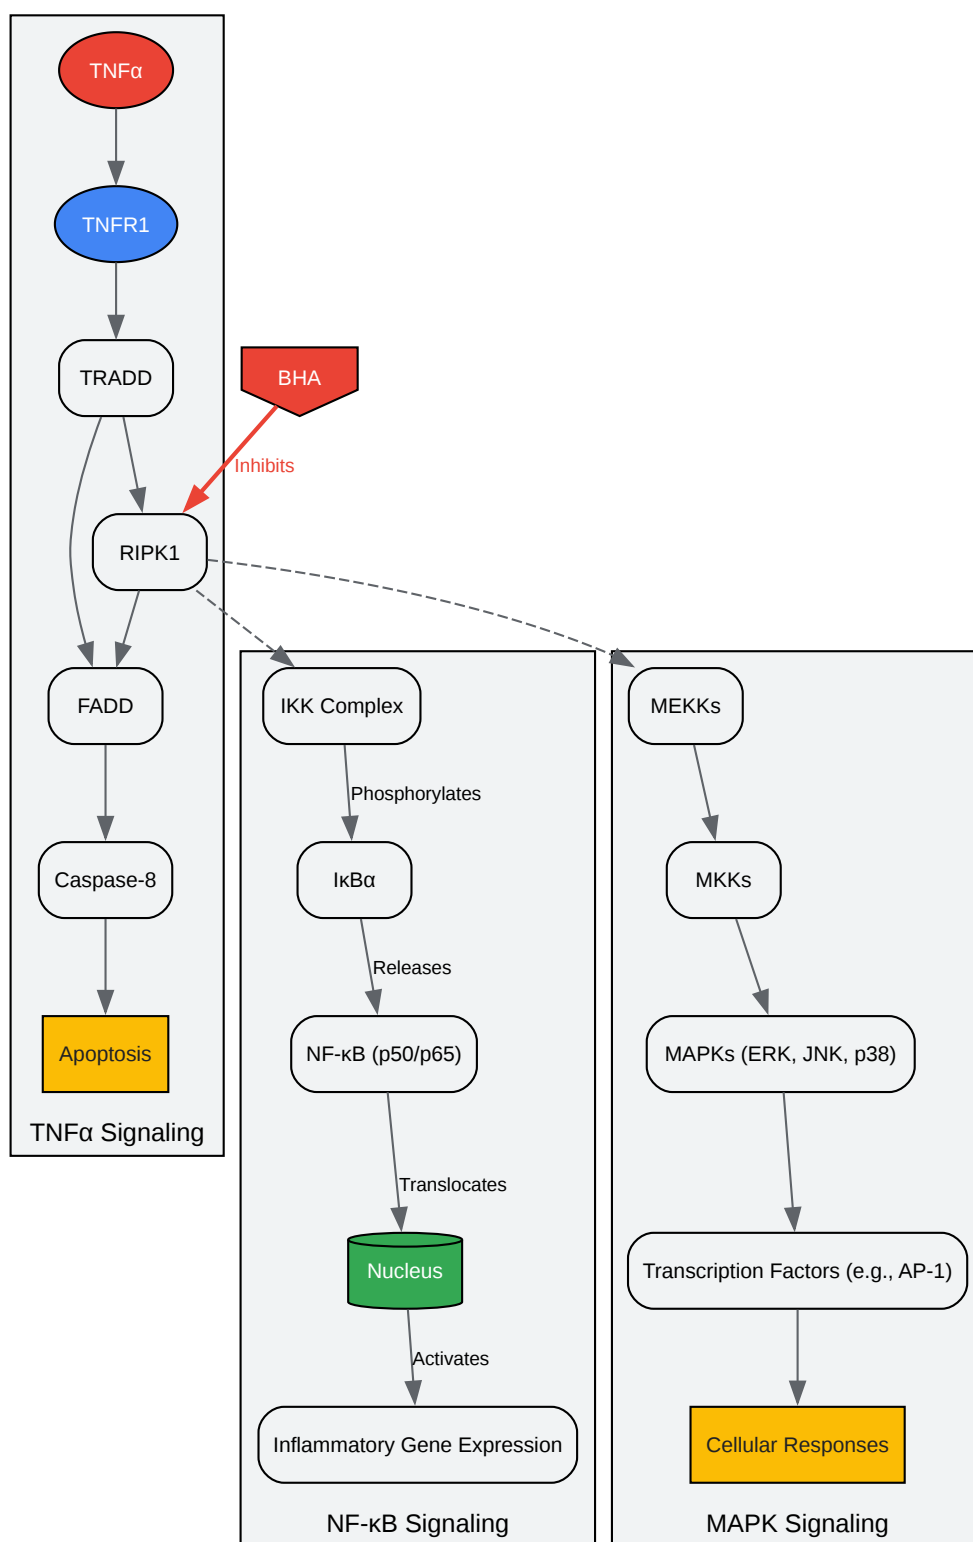 TNFα
TNFR1
TRADD
BHA
Inhibits
RIPK1
FADD
Caspase-8
Apoptosis
TNFα Signaling
IKK Complex
Phosphorylates
IκBα
Releases
NF-κB (p50/p65)
Translocates
Nucleus
Activates
Inflammatory Gene Expression
NF-κB Signaling
MEKKs
MKKs
MAPKs (ERK, JNK, p38)
Transcription Factors (e.g., AP-1)
Cellular Responses
MAPK Signaling